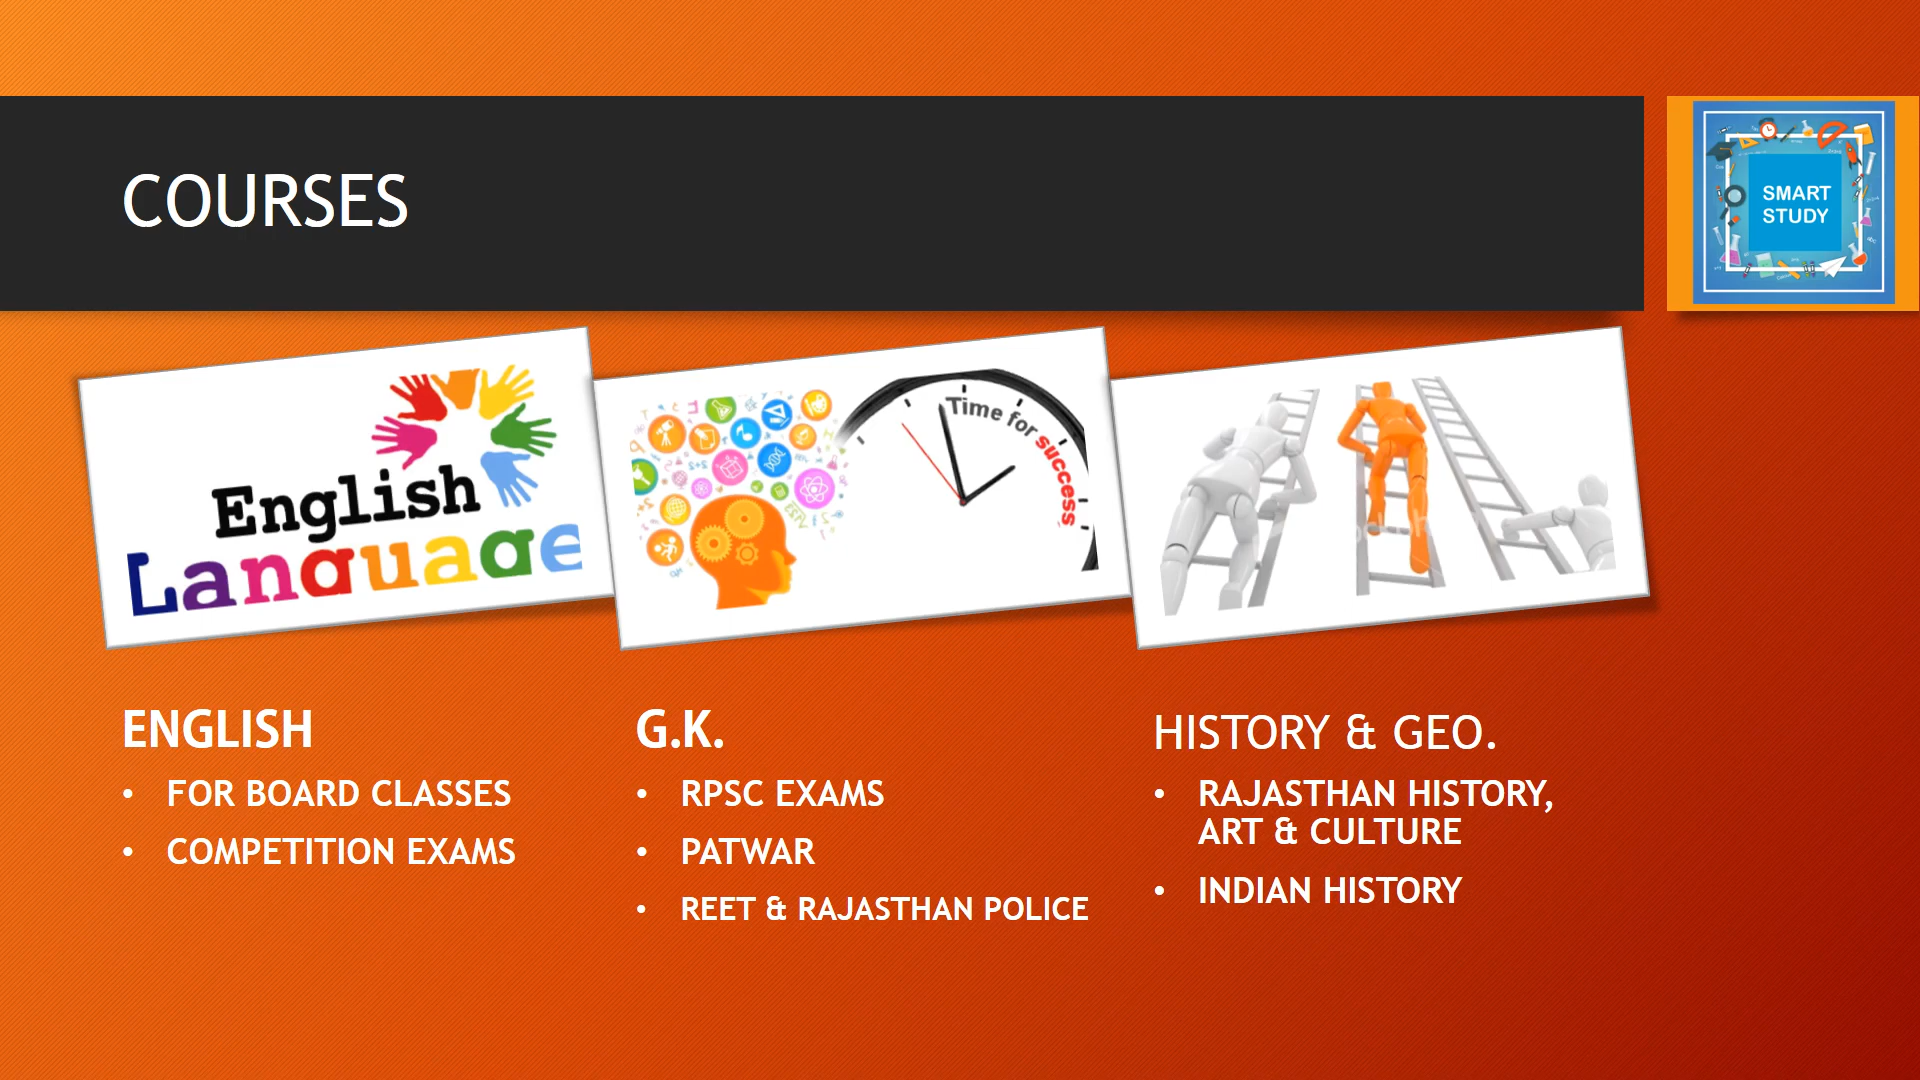 COURSES
SMART
STUDY
English
Language
Time for success
ENGLISH
• FOR BOARD CLASSES
• COMPETITION EXAMS
G.K.
• RPSC EXAMS
• PATWAR
• REET & RAJASTHAN POLICE
HISTORY & GEO.
• RAJASTHAN HISTORY,
ART & CULTURE
• INDIAN HISTORY